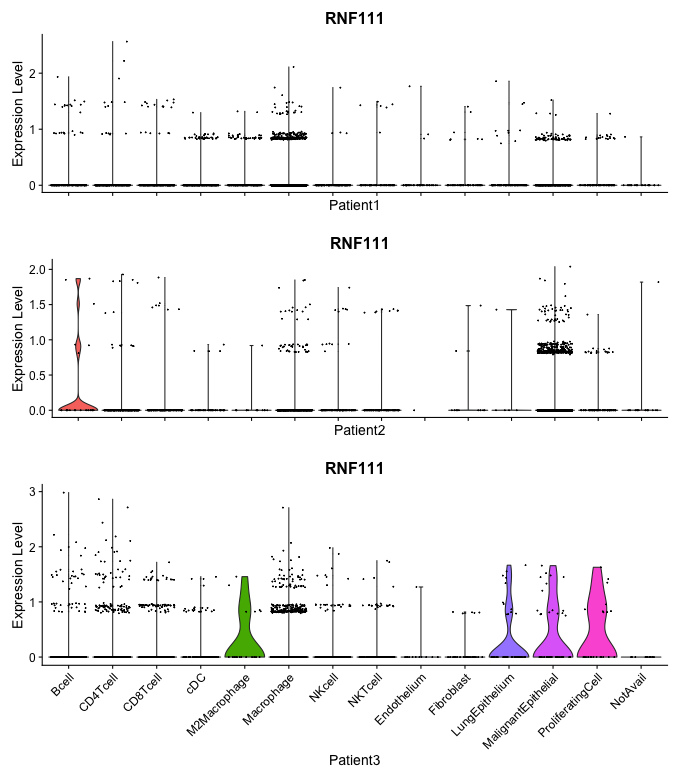 RNF111
Expression Level
2
1
0
Patient1
RNF111
Expression Level
2.0
1.5
1.0
0.5
0.0
Patient2
RNF111
Expression Level
3
2
1
0
Bcell
CD4Tcell
CD8Tcell
cDC
M2Macrophage
Macrophage
NKcell
NKTcell
Endothelium
Fibroblast
LungEpithelium
MalignantEpithelial
ProliferatingCell
NotAvail
Patient3